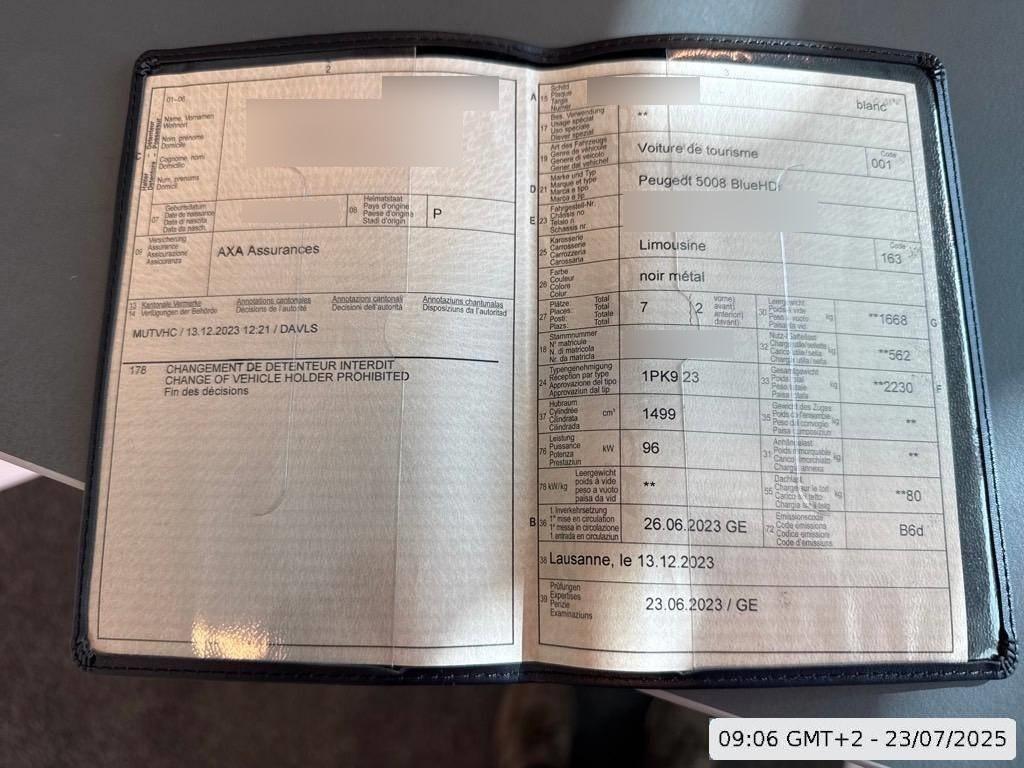 2
01–06
Name, Vornamen
Wohnort
Nom, prénoms
Domicile
Cognome, nomi
Domicilio
Num, prenums
Domicil
C
Halter
Détenteur
Detentore
07
Geburtsdatum
Date de naissance
Data di nascita
Data da nasch.
08
Heimatstaat
Pays d'origine
Paese d'origine
Stadi d'origin
P
09
Versicherung
Assurance
Assicurazione
Assicuranza
AXA Assurances
13
14
Kantonale Vermerke
Verfügungen der Behörde
Annotations cantonales
Décisions de l'autorité
Annotazioni cantonali
Decisioni dell'autorità
Annotaziuns chantunalas
Disposiziuns da l'autoritad
MUTVHC / 13.12.2023 12:21 / DAVLS
178 CHANGEMENT DE DETENTEUR INTERDIT
CHANGE OF VEHICLE HOLDER PROHIBITED
Fin des décisions
3
A 15
Schild
Plaque
Targa
Numer
blanc
17
Bes. Verwendung
Usage spécial
Uso speciale
Diever spezial
**
19
Art des Fahrzeugs
Genre de véhicule
Genere di veicolo
Gener dal vehichel
Voiture de tourisme
Code
001
D 21
Marke und Typ
Marque et type
Marca e tipo
Marca e tip
Peugeot 5008 BlueHDi
E 23
Fahrgestell-Nr.
Châssis no
Telaio n.
Schassis nr.
25
Karosserie
Carrosserie
Carrozzeria
Carossaria
Limousine
Code
163
26
Farbe
Couleur
Colore
Colur
noir métal
27
Plätze: Total
Places: Total
Posti: Totale
Plazs: Total
7
2
vorne)
avant)
anteriori)
davant)
30
Leergewicht
Poids à vide
Peso a vuoto
Paisa da vid
kg
**1668
G
18
Stammnummer
N° matricule
N. di matricola
Nr. da matricla
32
Nutz-/Sattellast
Charge utile/sellette
Carico utile/sella
Chargia utila/sella
kg
**562
24
Typengenehmigung
Réception par type
Approvazione del tipo
Approvaziun dal tip
1PK9 23
33
Gesamtgewicht
Poids total
Peso totale
Paisa totala
kg
**2230
F
37
Hubraum
Cylindrée
Cilindrata
Cilindrada
cm³
1499
35
Gewicht des Zuges
Poids de l'ensemble
Peso del convoglio
Paisa cumposiziun
kg
**
76
Leistung
Puissance
Potenza
Prestaziun
kW
96
31
Anhängelast
Poids remorquable
Carico rimorchiato
Chargia annexa
kg
**
78 kW/kg
Leergewicht
poids à vide
peso a vuoto
paisa da vid
**
55
Dachlast
Charge sur le toit
Carico sul tetto
Chargia sin il tetg
kg
**80
B 36
1. Inverkehrsetzung
1re mise en circulation
1a messa in circolazione
1. entrada en circulaziun
26.06.2023 GE
72
Emissionscode
Code émissions
Codice emissioni
Code d'emissiuns
B6d
38 Lausanne, le 13.12.2023
39
Prüfungen
Expertises
Perizie
Examinaziuns
23.06.2023 / GE
09:06 GMT+2 - 23/07/2025